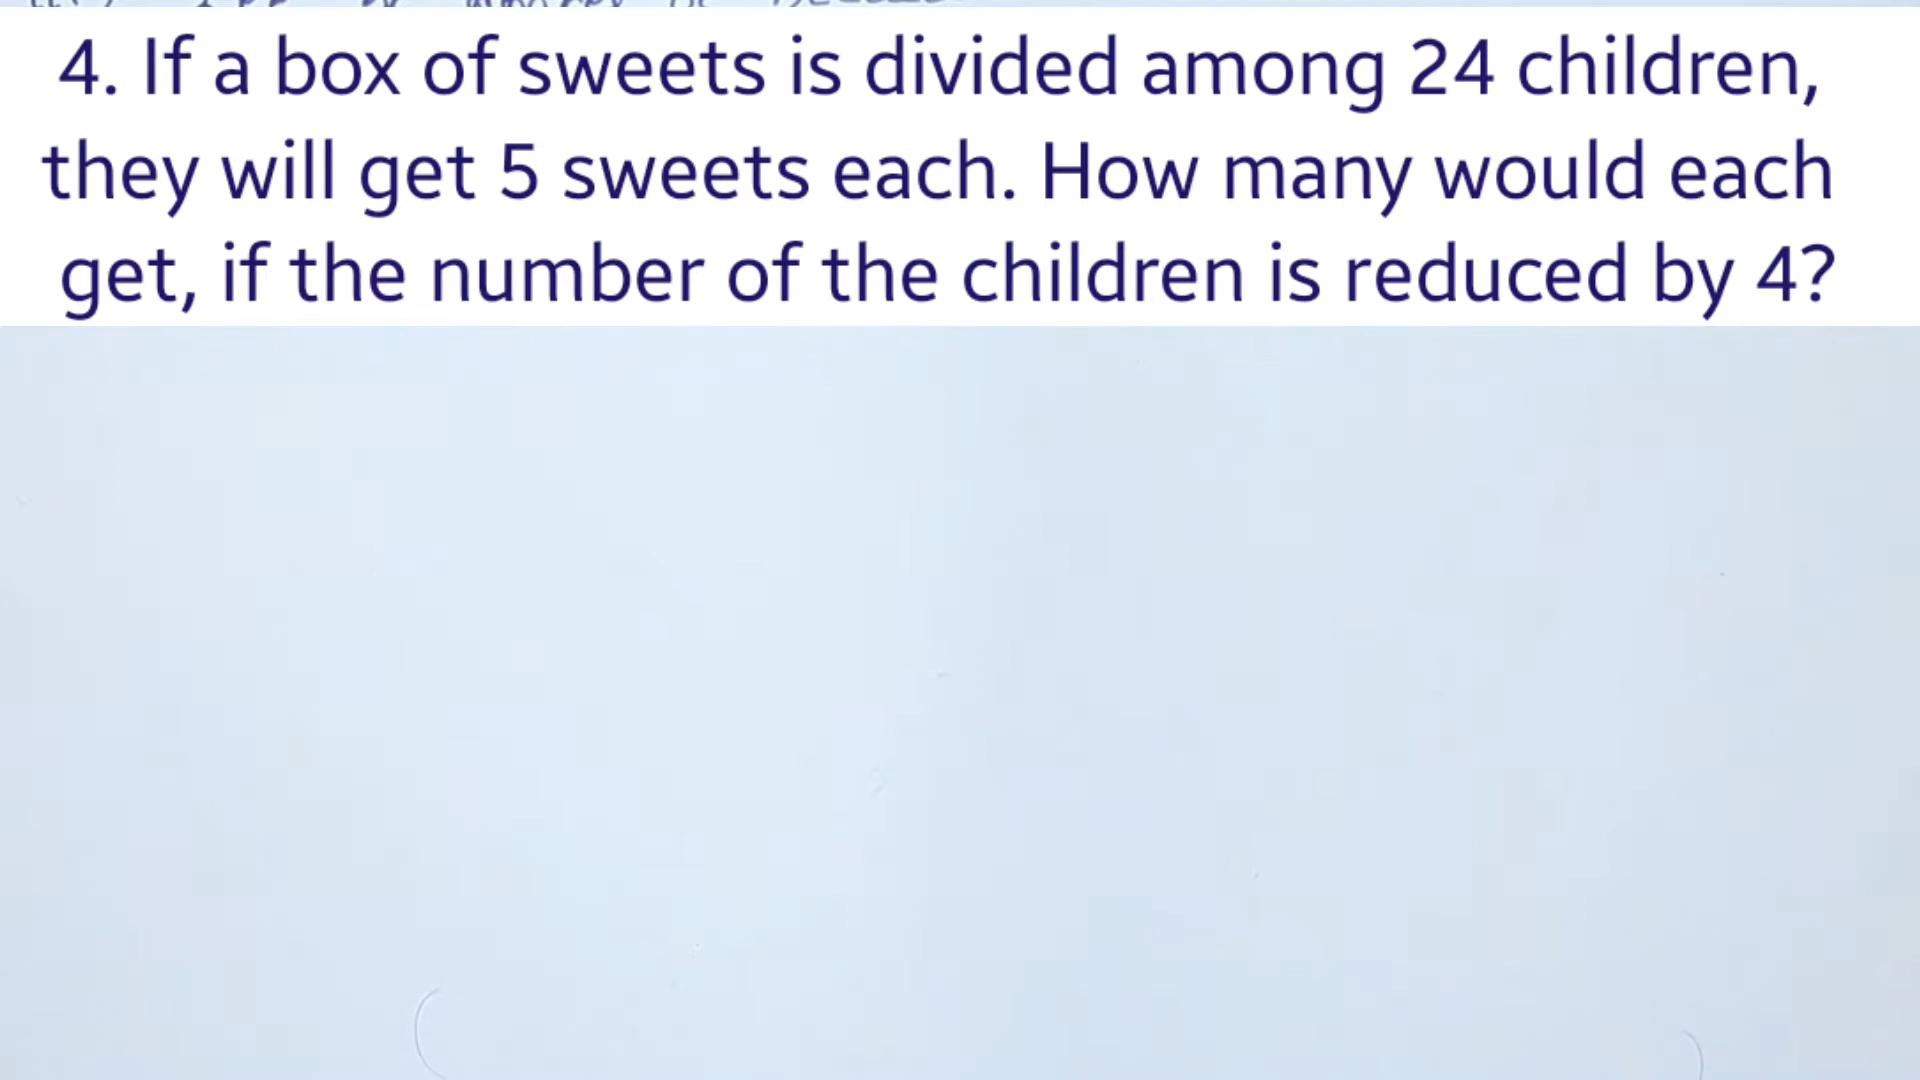 4. If a box of sweets is divided among 24 children,
they will get 5 sweets each. How many would each
get, if the number of the children is reduced by 4?